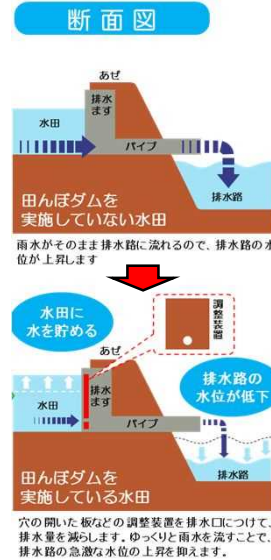 断面図
あぜ
排水
ます
水田
パイプ
排水路
田んぼダムを
実施していない水田
雨水がそのまま排水路に流れるので、排水路の水
位が上昇します
水田に
水を貯める
調整装置
あぜ
排水路の
水位が低下
排水
ます
水田
パイプ
排水路
田んぼダムを
実施している水田
穴の開いた板などの調整装置を排水口につけて、
排水量を減らします。ゆっくりと雨水を流すことで、
排水路の急激な水位の上昇を抑えます。